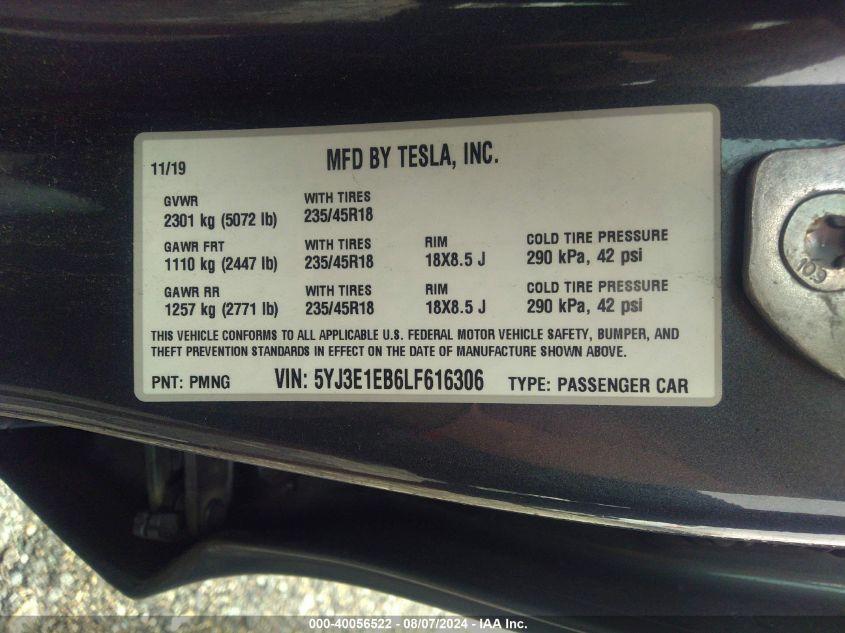 11/19 MFD BY TESLA, INC.
GVWR WITH TIRES
2301 kg (5072 lb) 235/45R18
GAWR FRT WITH TIRES RIM COLD TIRE PRESSURE
1110 kg (2447 lb) 235/45R18 18X8.5 J 290 kPa, 42 psi
GAWR RR WITH TIRES RIM COLD TIRE PRESSURE
1257 kg (2771 lb) 235/45R18 18X8.5 J 290 kPa, 42 psi
THIS VEHICLE CONFORMS TO ALL APPLICABLE U.S. FEDERAL MOTOR VEHICLE SAFETY, BUMPER, AND
THEFT PREVENTION STANDARDS IN EFFECT ON THE DATE OF MANUFACTURE SHOWN ABOVE.
PNT: PMNG VIN: 5YJ3E1EB6LF616306 TYPE: PASSENGER CAR
10.9
000-40056522 - 08/07/2024 - IAA Inc.